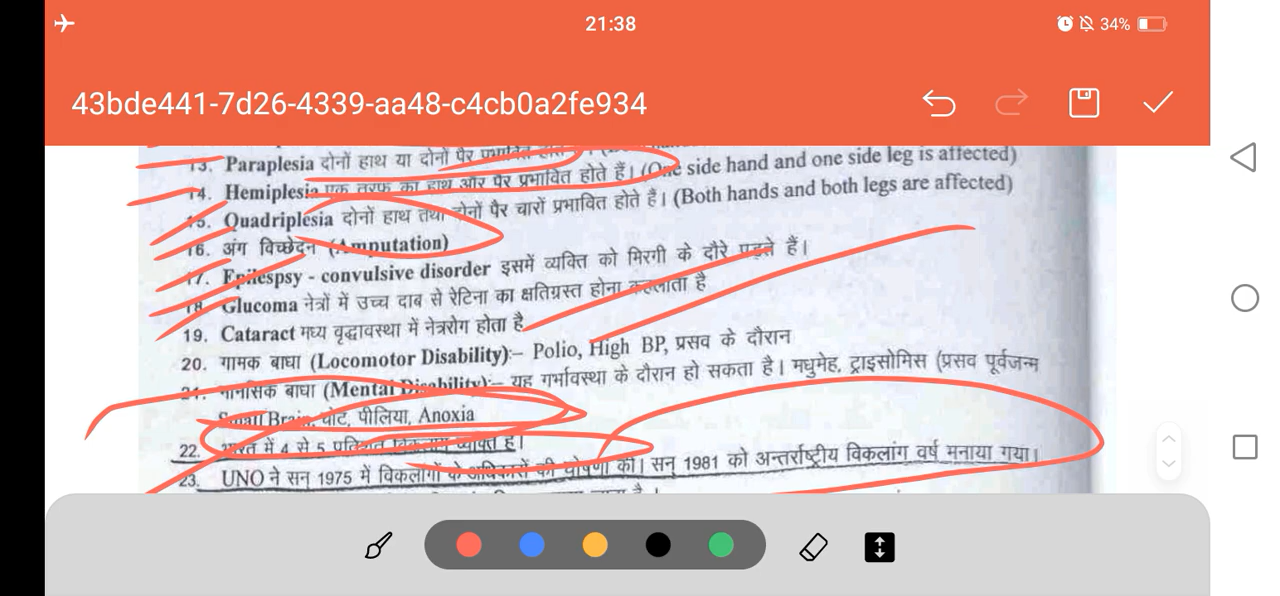 21:38
34%
43bde441-7d26-4339-aa48-c4cb0a2fe934
13. Paraplesia दोनों हाथ या दोनों पैर प्रभावित होते
14. Hemiplesia एक तरफ का हाथ और पैर प्रभावित होते हैं। (One side hand and one side leg is affected)
15. Quadriplesia दोनों हाथ तथा दोनों पैर चारों प्रभावित होते हैं। (Both hands and both legs are affected)
16. अंग विच्छेदन (Amputation)
17. Epilespsy - convulsive disorder इसमें व्यक्ति को मिरगी के दौरे पड़ते हैं।
18. Glucoma नेत्रों में उच्च दाब से रेटिना का क्षतिग्रस्त होना कहलाता है
19. Cataract मध्य वृद्धावस्था में नेत्ररोग होता है
20. गामक बाधा (Locomotor Disability):– Polio, High BP, प्रसव के दौरान
21. मानसिक बाधा (Mental Disability):– यह गर्भावस्था के दौरान हो सकता है। मधुमेह, ट्राइसोमिस (प्रसव पूर्वजन्म
Small Brain, चोट, पीलिया, Anoxia
22. भारत में 4 से 5 प्रतिशत विकलांग व्यक्ति हैं।
23. UNO ने सन् 1975 में विकलांगों के अधिकारों की घोषणा की। सन् 1981 को अन्तर्राष्ट्रीय विकलांग वर्ष मनाया गया।